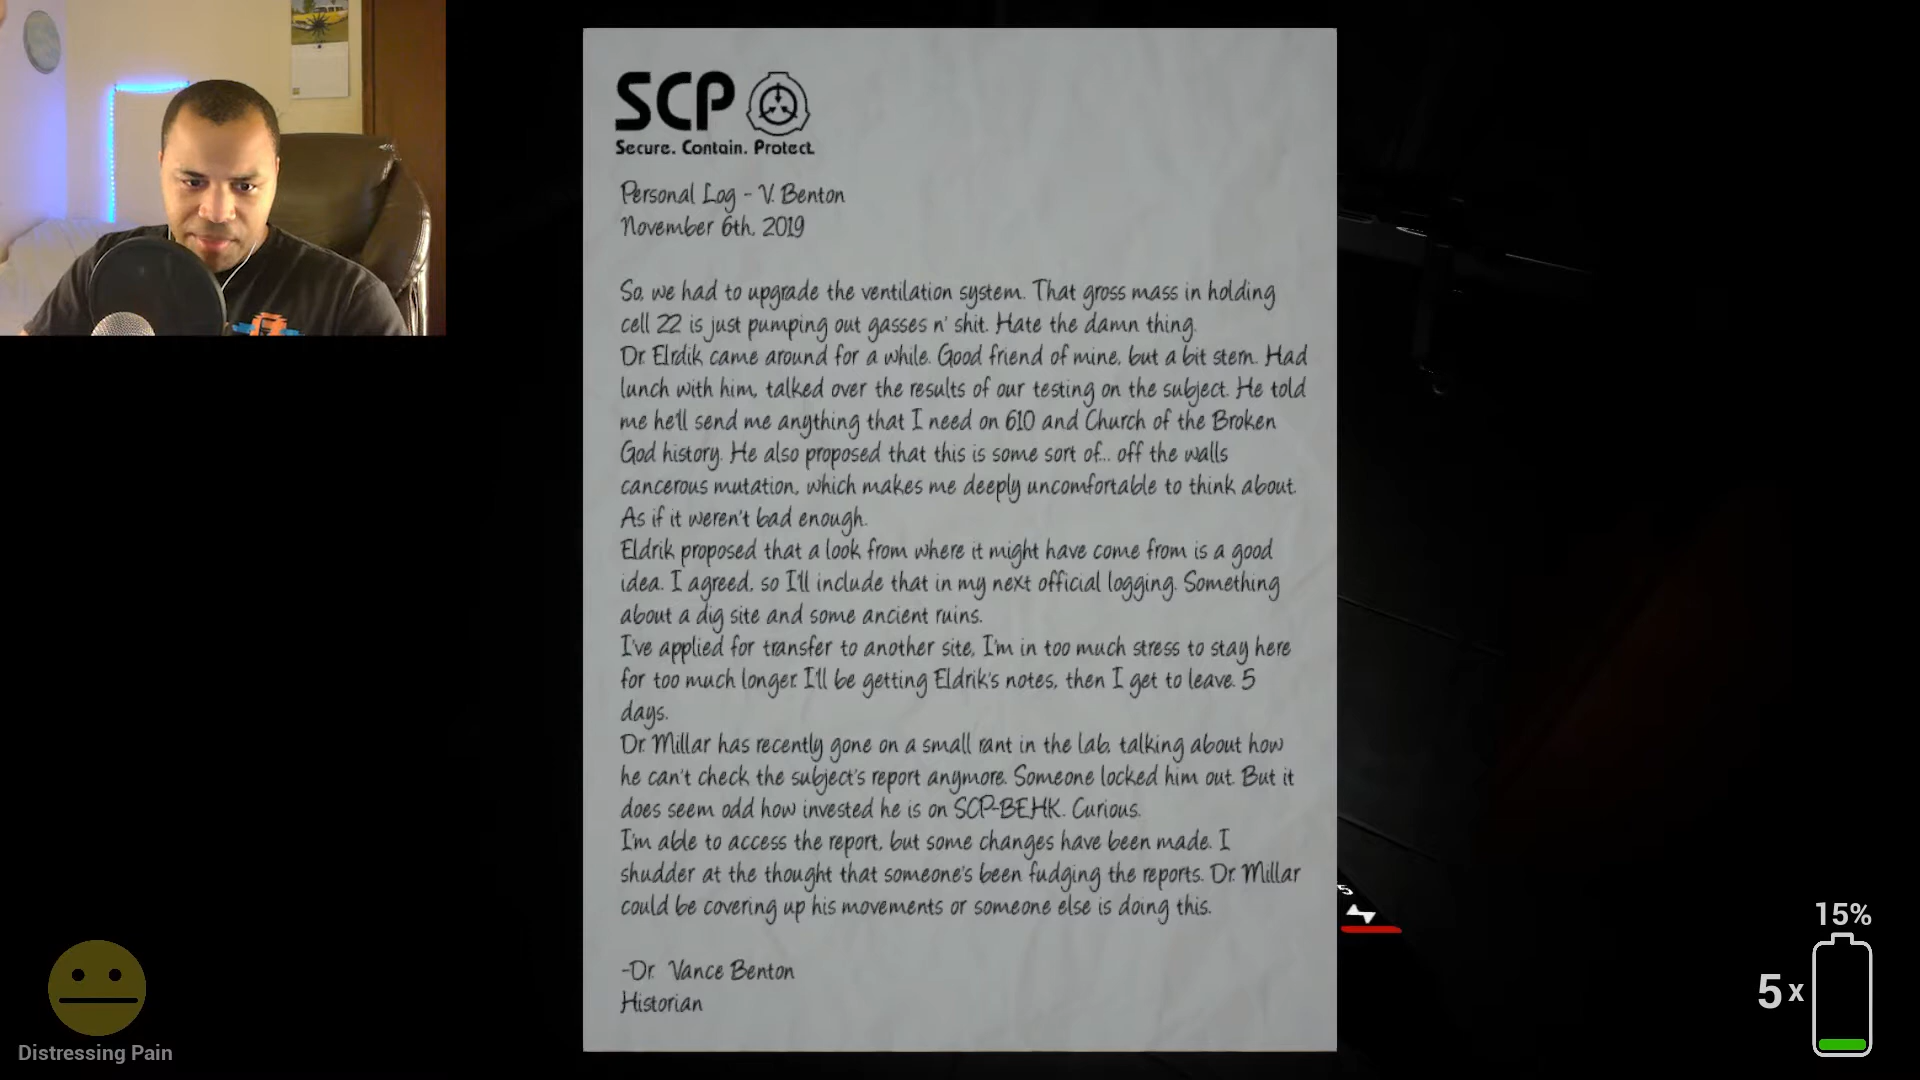 SCP
Secure. Contain. Protect.
Personal Log - V. Benton
November 6th, 2019
So, we had to upgrade the ventilation system. That gross mass in holding
cell 22 is just pumping out gasses n' shit. Hate the damn thing.
Dr. Elrdik came around for a while. Good friend of mine, but a bit stern. Had
lunch with him, talked over the results of our testing on the subject. He told
me he'll send me anything that I need on 610 and Church of the Broken
God history. He also proposed that this is some sort of... off the walls
cancerous mutation, which makes me deeply uncomfortable to think about.
As if it weren't bad enough.
Eldrik proposed that a look from where it might have come from is a good
idea. I agreed, so I'll include that in my next official logging. Something
about a dig site and some ancient ruins.
I've applied for transfer to another site, I'm in too much stress to stay here
for too much longer. I'll be getting Eldrik's notes, then I get to leave. 5
days.
Dr. Millar has recently gone on a small rant in the lab, talking about how
he can't check the subject's report anymore. Someone locked him out. But it
does seem odd how invested he is on SCP-BEHK. Curious.
I'm able to access the report, but some changes have been made. I
shudder at the thought that someone's been fudging the reports. Dr. Millar
could be covering up his movements or someone else is doing this.
-Dr. Vance Benton
Historian
15%
5x
Distressing Pain